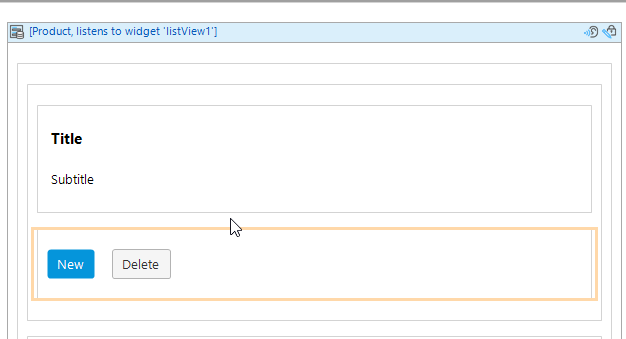 [Product, listens to widget 'listView1']
Title
Subtitle
New
Delete